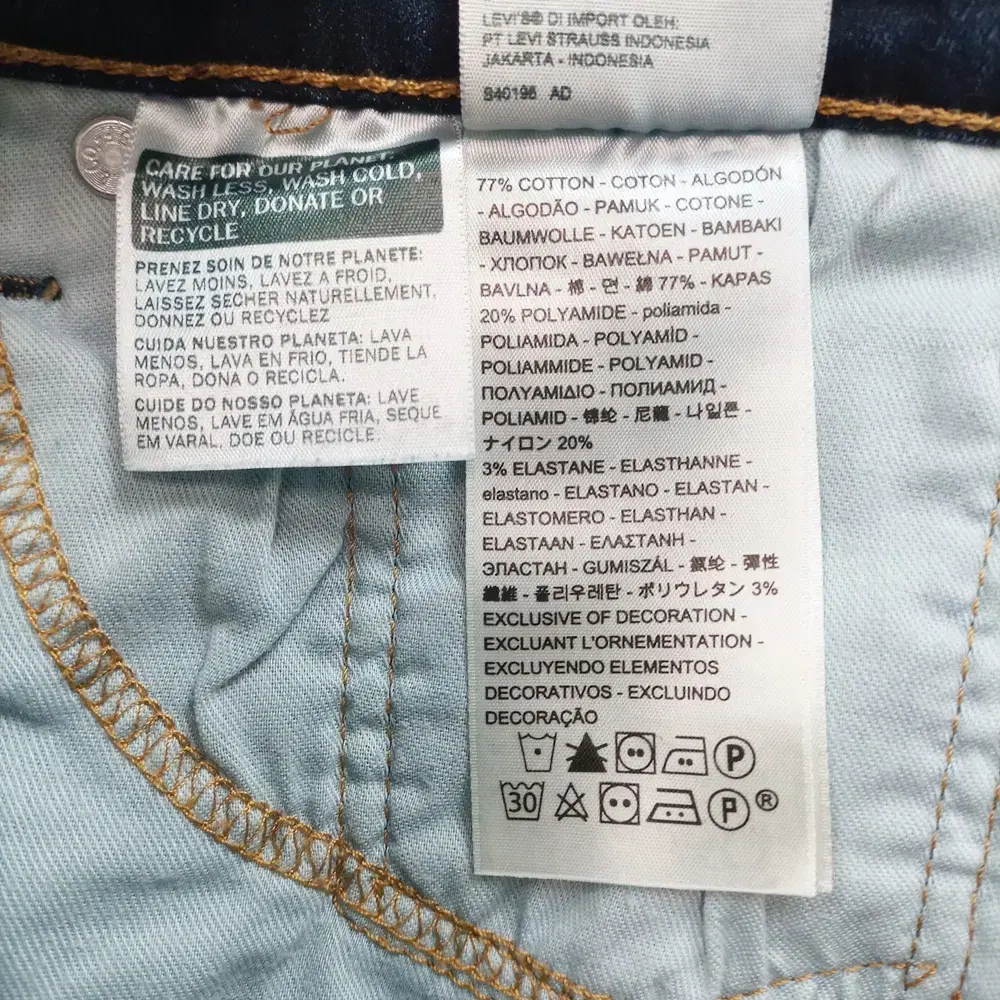 LEVI'S® DI IMPORT OLEH:
PT LEVI STRAUSS INDONESIA
JAKARTA - INDONESIA
S40196 AD
CARE FOR OUR PLANET:
WASH LESS, WASH COLD,
LINE DRY, DONATE OR
RECYCLE
PRENEZ SOIN DE NOTRE PLANETE:
LAVEZ MOINS, LAVEZ A FROID,
LAISSEZ SECHER NATURELLEMENT,
DONNEZ OU RECYCLEZ
CUIDA NUESTRO PLANETA: LAVA
MENOS, LAVA EN FRIO, TIENDE LA
ROPA, DONA O RECICLA.
CUIDE DO NOSSO PLANETA: LAVE
MENOS, LAVE EM ÁGUA FRIA, SEQUE
EM VARAL, DOE OU RECICLE.
77% COTTON - COTON - ALGODÓN
- ALGODÃO - PAMUK - COTONE -
BAUMWOLLE - KATOEN - BAMBAKI
- ХЛОПОК - BAWEŁNA - PAMUT -
BAVLNA - 棉 - 면 - 綿 77% - KAPAS
20% POLYAMIDE - poliamida -
POLIAMIDA - POLYAMİD -
POLIAMMIDE - POLYAMID -
ΠΟΛΥΑΜΙΔΙΟ - ПОЛИАМИД -
POLIAMID - 锦纶 - 尼龍 - 나일론 -
ナイロン 20%
3% ELASTANE - ELASTHANNE -
elastano - ELASTANO - ELASTAN -
ELASTOMERO - ELASTHAN -
ELASTAAN - ΕΛΑΣΤΑΝΗ -
ЭЛАСТАН - GUMISZÁL - 氨纶 - 彈性
纖維 - 폴리우레탄 - ポリウレタン 3%
EXCLUSIVE OF DECORATION -
EXCLUANT L'ORNEMENTATION -
EXCLUYENDO ELEMENTOS
DECORATIVOS - EXCLUINDO
DECORAÇÃO
P
30 P ®